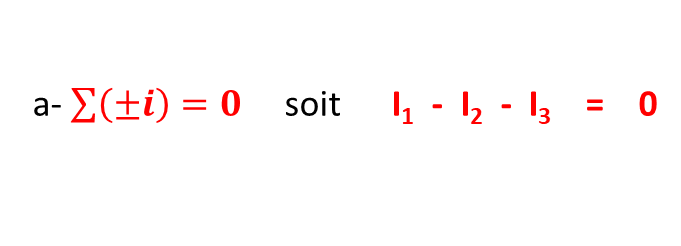 a- ∑(±i) = 0 soit I₁ - I₂ - I₃ = 0